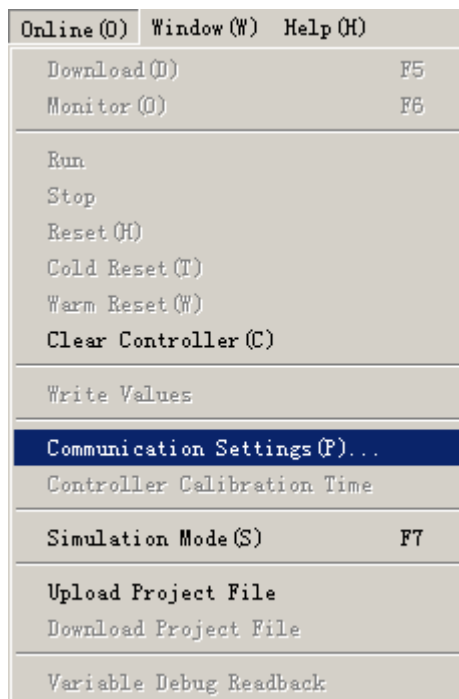 Online(O) Window(W) Help(H)
Download(D) F5
Monitor(O) F6
Run
Stop
Reset(H)
Cold Reset(T)
Warm Reset(W)
Clear Controller(C)
Write Values
Communication Settings(P)...
Controller Calibration Time
Simulation Mode(S) F7
Upload Project File
Download Project File
Variable Debug Readback